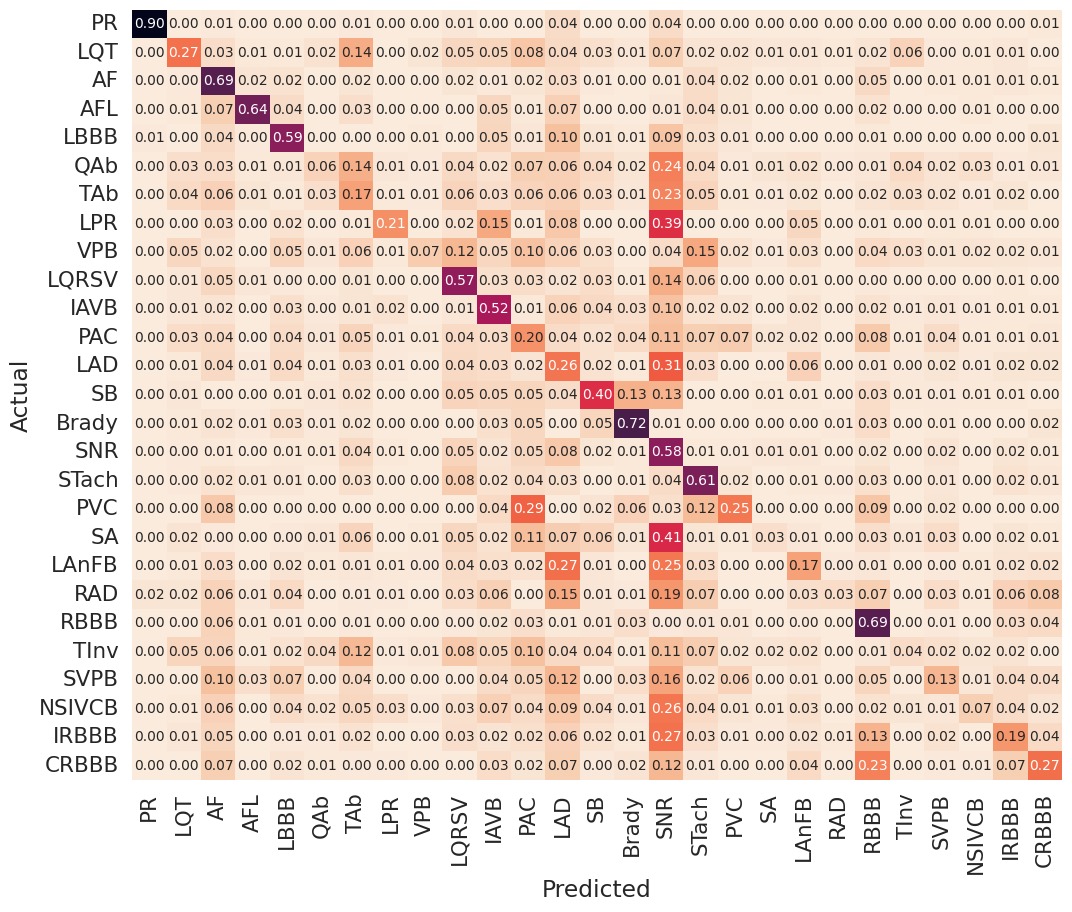 PR 0.90 0.00 0.01 0.00 0.00 0.00 0.01 0.00 0.00 0.01 0.00 0.00 0.04 0.00 0.00 0.04 0.00 0.00 0.00 0.00 0.00 0.00 0.00 0.00 0.00 0.00 0.01
LQT 0.00 0.27 0.03 0.01 0.01 0.02 0.14 0.00 0.02 0.05 0.05 0.08 0.04 0.03 0.01 0.07 0.02 0.02 0.01 0.01 0.01 0.02 0.06 0.00 0.01 0.01 0.00
AF 0.00 0.00 0.69 0.02 0.02 0.00 0.02 0.00 0.00 0.02 0.01 0.02 0.03 0.01 0.00 0.01 0.04 0.02 0.00 0.01 0.00 0.05 0.00 0.01 0.01 0.01 0.01
AFL 0.00 0.01 0.07 0.64 0.04 0.00 0.03 0.00 0.00 0.00 0.05 0.01 0.07 0.00 0.00 0.01 0.04 0.01 0.00 0.00 0.00 0.02 0.00 0.00 0.01 0.00 0.00
LBBB 0.01 0.00 0.04 0.00 0.59 0.00 0.00 0.00 0.01 0.00 0.05 0.01 0.10 0.01 0.01 0.09 0.03 0.01 0.00 0.00 0.00 0.01 0.00 0.00 0.00 0.00 0.01
QAb 0.00 0.03 0.03 0.01 0.01 0.06 0.14 0.01 0.01 0.04 0.02 0.07 0.06 0.04 0.02 0.24 0.04 0.01 0.01 0.02 0.00 0.01 0.04 0.02 0.03 0.01 0.00
TAb 0.00 0.04 0.06 0.01 0.01 0.03 0.17 0.01 0.01 0.06 0.03 0.06 0.06 0.03 0.01 0.23 0.05 0.01 0.01 0.02 0.00 0.02 0.03 0.02 0.01 0.02 0.00
LPR 0.00 0.01 0.03 0.00 0.02 0.00 0.01 0.21 0.00 0.02 0.15 0.01 0.08 0.00 0.00 0.39 0.00 0.00 0.00 0.05 0.00 0.01 0.00 0.01 0.01 0.00 0.00
VPB 0.00 0.05 0.02 0.00 0.05 0.01 0.06 0.01 0.07 0.12 0.05 0.10 0.06 0.03 0.00 0.04 0.15 0.02 0.01 0.03 0.00 0.04 0.03 0.01 0.02 0.02 0.01
LQRSV 0.00 0.01 0.05 0.01 0.00 0.00 0.01 0.00 0.00 0.57 0.03 0.03 0.02 0.03 0.01 0.14 0.06 0.00 0.00 0.00 0.00 0.01 0.00 0.00 0.00 0.01 0.00
IAVB 0.00 0.01 0.02 0.00 0.03 0.00 0.01 0.02 0.00 0.01 0.52 0.01 0.06 0.04 0.03 0.10 0.02 0.02 0.01 0.02 0.00 0.02 0.01 0.01 0.00 0.01 0.01
PAC 0.00 0.03 0.04 0.00 0.04 0.01 0.05 0.01 0.01 0.04 0.03 0.20 0.04 0.02 0.04 0.11 0.07 0.07 0.02 0.02 0.00 0.08 0.01 0.04 0.01 0.01 0.01
LAD 0.00 0.01 0.04 0.01 0.04 0.01 0.03 0.01 0.00 0.04 0.03 0.02 0.26 0.02 0.01 0.31 0.03 0.00 0.00 0.06 0.00 0.02 0.01 0.01 0.01 0.02 0.02
SB 0.00 0.01 0.00 0.00 0.01 0.01 0.02 0.00 0.00 0.05 0.05 0.05 0.04 0.40 0.13 0.13 0.00 0.00 0.01 0.01 0.00 0.03 0.01 0.01 0.01 0.01 0.01
Brady 0.00 0.01 0.02 0.01 0.03 0.01 0.02 0.00 0.00 0.00 0.03 0.05 0.00 0.05 0.72 0.01 0.00 0.00 0.00 0.00 0.01 0.03 0.01 0.00 0.00 0.00 0.02
SNR 0.00 0.01 0.00 0.00 0.01 0.01 0.04 0.01 0.00 0.05 0.02 0.05 0.08 0.02 0.01 0.58 0.01 0.01 0.01 0.01 0.00 0.02 0.00 0.02 0.00 0.02 0.01
STach 0.00 0.00 0.02 0.01 0.01 0.00 0.03 0.00 0.00 0.08 0.02 0.04 0.03 0.00 0.01 0.04 0.61 0.02 0.00 0.01 0.00 0.03 0.00 0.01 0.00 0.02 0.01
PVC 0.00 0.00 0.08 0.00 0.00 0.00 0.00 0.00 0.00 0.00 0.04 0.29 0.00 0.02 0.06 0.03 0.12 0.25 0.00 0.00 0.00 0.09 0.00 0.02 0.00 0.00 0.00
SA 0.00 0.02 0.00 0.00 0.02 0.01 0.06 0.00 0.01 0.05 0.02 0.11 0.07 0.06 0.01 0.41 0.01 0.01 0.03 0.01 0.00 0.03 0.01 0.03 0.00 0.02 0.01
LAnFB 0.00 0.01 0.03 0.00 0.02 0.01 0.01 0.01 0.00 0.04 0.03 0.02 0.27 0.01 0.00 0.25 0.03 0.00 0.00 0.17 0.00 0.01 0.00 0.00 0.01 0.02 0.02
RAD 0.02 0.02 0.06 0.01 0.04 0.00 0.01 0.01 0.00 0.03 0.06 0.00 0.15 0.01 0.01 0.19 0.07 0.00 0.00 0.03 0.03 0.07 0.00 0.03 0.01 0.06 0.08
RBBB 0.00 0.00 0.06 0.01 0.01 0.00 0.00 0.00 0.00 0.00 0.02 0.03 0.01 0.01 0.03 0.00 0.01 0.01 0.00 0.00 0.00 0.69 0.00 0.01 0.00 0.03 0.04
TInv 0.00 0.05 0.06 0.01 0.02 0.04 0.12 0.01 0.01 0.08 0.05 0.10 0.04 0.04 0.01 0.11 0.07 0.02 0.02 0.02 0.00 0.01 0.04 0.02 0.02 0.02 0.00
SVPB 0.00 0.00 0.10 0.03 0.07 0.00 0.04 0.00 0.00 0.00 0.04 0.05 0.12 0.00 0.03 0.16 0.02 0.06 0.00 0.01 0.00 0.05 0.00 0.13 0.01 0.04 0.04
NSIVCB 0.00 0.01 0.06 0.00 0.04 0.02 0.05 0.03 0.00 0.03 0.07 0.04 0.09 0.04 0.01 0.26 0.04 0.01 0.01 0.03 0.00 0.02 0.01 0.01 0.07 0.04 0.02
IRBBB 0.00 0.01 0.05 0.00 0.01 0.01 0.02 0.00 0.00 0.03 0.02 0.02 0.06 0.02 0.01 0.27 0.03 0.01 0.00 0.02 0.01 0.13 0.00 0.02 0.00 0.19 0.04
CRBBB 0.00 0.00 0.07 0.00 0.02 0.01 0.00 0.00 0.00 0.00 0.03 0.02 0.07 0.00 0.02 0.12 0.01 0.00 0.00 0.04 0.00 0.23 0.00 0.01 0.01 0.07 0.27
Actual
PR LQT AF AFL LBBB QAb TAb LPR VPB LQRSV IAVB PAC LAD SB Brady SNR STach PVC SA LAnFB RAD RBBB TInv SVPB NSIVCB IRBBB CRBBB
Predicted